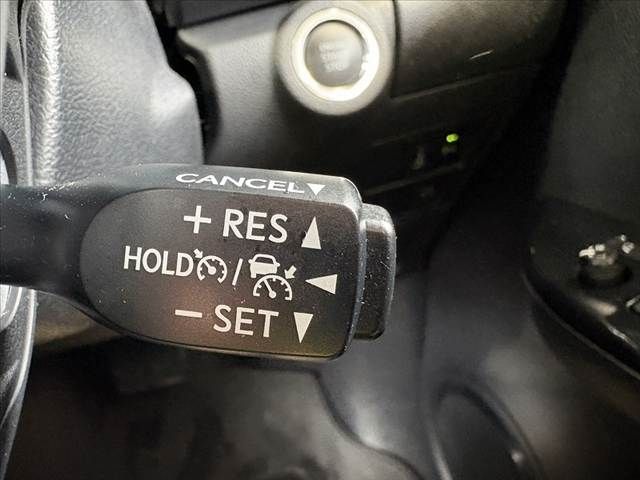 CANCEL▼
+ RES ▲
HOLD / ◀
− SET ▼